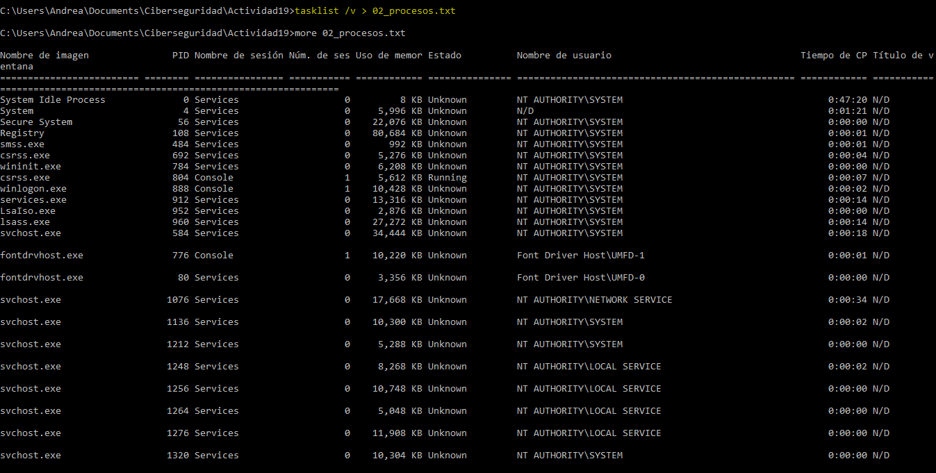 C:\Users\Andrea\Documents\Ciberseguridad\Actividad19>tasklist /v > 02_procesos.txt
C:\Users\Andrea\Documents\Ciberseguridad\Actividad19>more 02_procesos.txt
Nombre de imagen PID Nombre de sesión Núm. de ses Uso de memor Estado Nombre de usuario Tiempo de CP Título de v
entana
========================= ======== ================ =========== ============ =============== ================================================== ============ ===========
=============================================================
System Idle Process 0 Services 0 8 KB Unknown NT AUTHORITY\SYSTEM 0:47:20 N/D
System 4 Services 0 5,996 KB Unknown N/D 0:01:21 N/D
Secure System 56 Services 0 22,076 KB Unknown NT AUTHORITY\SYSTEM 0:00:00 N/D
Registry 108 Services 0 80,684 KB Unknown NT AUTHORITY\SYSTEM 0:00:01 N/D
smss.exe 484 Services 0 992 KB Unknown NT AUTHORITY\SYSTEM 0:00:01 N/D
csrss.exe 692 Services 0 5,276 KB Unknown NT AUTHORITY\SYSTEM 0:00:04 N/D
wininit.exe 784 Services 0 6,208 KB Unknown NT AUTHORITY\SYSTEM 0:00:00 N/D
csrss.exe 804 Console 1 5,612 KB Running NT AUTHORITY\SYSTEM 0:00:07 N/D
winlogon.exe 888 Console 1 10,428 KB Unknown NT AUTHORITY\SYSTEM 0:00:02 N/D
services.exe 912 Services 0 13,316 KB Unknown NT AUTHORITY\SYSTEM 0:00:14 N/D
LsaIso.exe 952 Services 0 2,876 KB Unknown NT AUTHORITY\SYSTEM 0:00:00 N/D
lsass.exe 960 Services 0 27,272 KB Unknown NT AUTHORITY\SYSTEM 0:00:14 N/D
svchost.exe 584 Services 0 34,444 KB Unknown NT AUTHORITY\SYSTEM 0:00:18 N/D
fontdrvhost.exe 776 Console 1 10,220 KB Unknown Font Driver Host\UMFD-1 0:00:01 N/D
fontdrvhost.exe 80 Services 0 3,356 KB Unknown Font Driver Host\UMFD-0 0:00:00 N/D
svchost.exe 1076 Services 0 17,668 KB Unknown NT AUTHORITY\NETWORK SERVICE 0:00:34 N/D
svchost.exe 1136 Services 0 10,300 KB Unknown NT AUTHORITY\SYSTEM 0:00:02 N/D
svchost.exe 1212 Services 0 5,288 KB Unknown NT AUTHORITY\SYSTEM 0:00:00 N/D
svchost.exe 1248 Services 0 8,268 KB Unknown NT AUTHORITY\LOCAL SERVICE 0:00:02 N/D
svchost.exe 1256 Services 0 10,748 KB Unknown NT AUTHORITY\LOCAL SERVICE 0:00:00 N/D
svchost.exe 1264 Services 0 5,048 KB Unknown NT AUTHORITY\LOCAL SERVICE 0:00:00 N/D
svchost.exe 1276 Services 0 11,908 KB Unknown NT AUTHORITY\LOCAL SERVICE 0:00:00 N/D
svchost.exe 1320 Services 0 10,304 KB Unknown NT AUTHORITY\SYSTEM 0:00:00 N/D